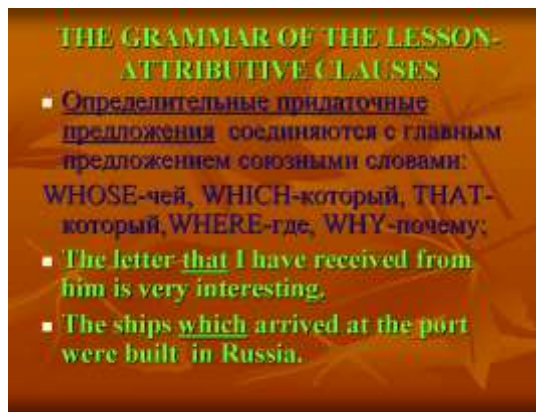 THE GRAMMAR OF THE LESSON-
ATTRIBUTIVE CLAUSES
Определительные придаточные
предложения соединяются с главным
предложением союзными словами:
WHOSE-чей, WHICH-который, THAT-
который,WHERE-где, WHY-почему:
The letter that I have received from
him is very interesting.
The ships which arrived at the port
were built in Russia.